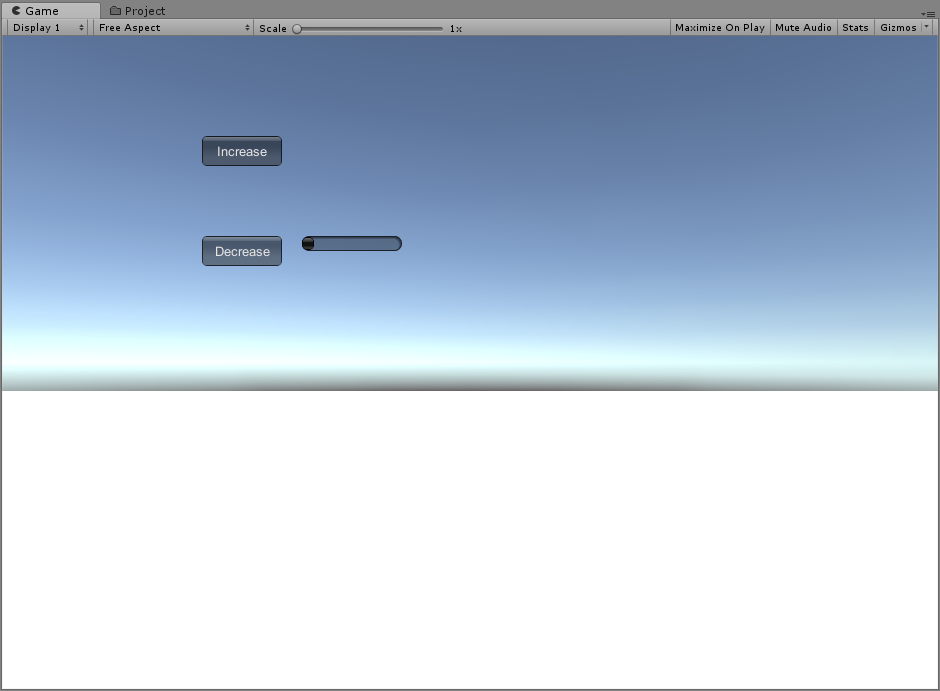 Game Project
Display 1 Free Aspect Scale 1x Maximize On Play Mute Audio Stats Gizmos
Increase
Decrease